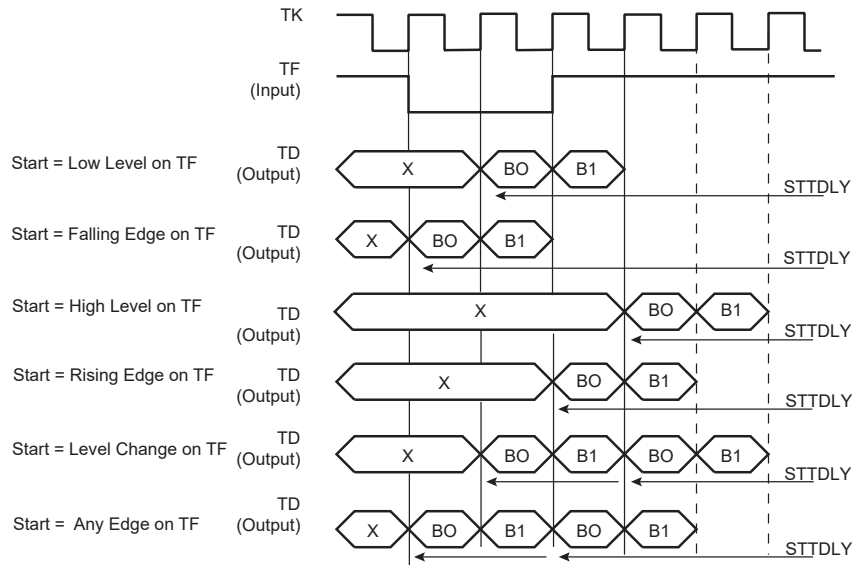 TK
TF
(Input)
Start = Low Level on TF
TD
(Output)
X
BO
B1
STTDLY
Start = Falling Edge on TF
TD
(Output)
X
BO
B1
STTDLY
Start = High Level on TF
TD
(Output)
X
BO
B1
STTDLY
Start = Rising Edge on TF
TD
(Output)
X
BO
B1
STTDLY
Start = Level Change on TF
TD
(Output)
X
BO
B1
BO
B1
STTDLY
Start = Any Edge on TF
TD
(Output)
X
BO
B1
BO
B1
STTDLY